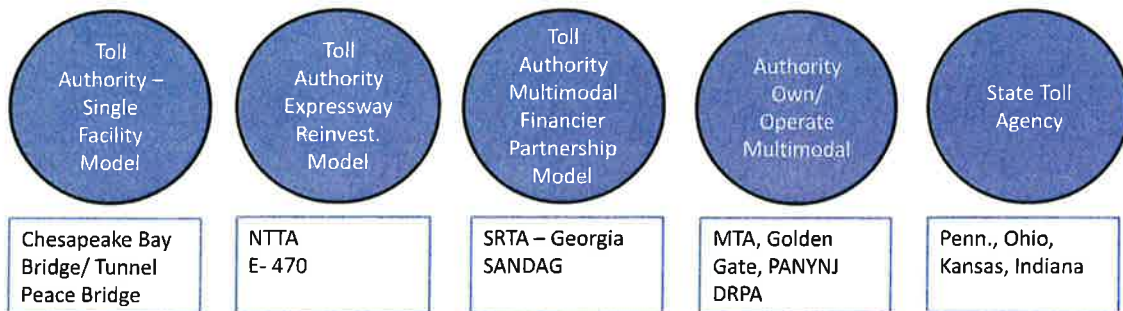 Toll
Authority –
Single
Facility
Model
Toll
Authority
Expressway
Reinvest.
Model
Toll
Authority
Multimodal
Financier
Partnership
Model
Authority
Own/
Operate
Multimodal
State Toll
Agency
Chesapeake Bay
Bridge/ Tunnel
Peace Bridge
NTTA
E- 470
SRTA – Georgia
SANDAG
MTA, Golden
Gate, PANYNJ
DRPA
Penn., Ohio,
Kansas, Indiana